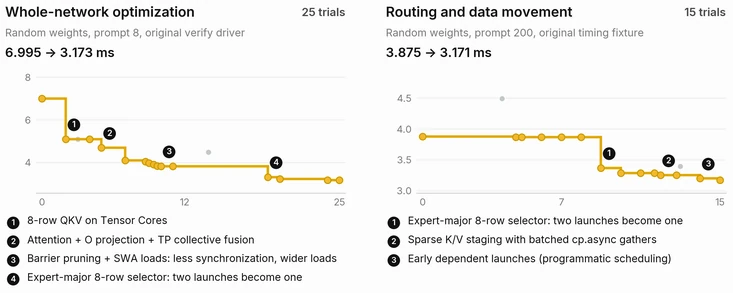 Whole-network optimization 25 trials
Random weights, prompt 8, original verify driver
6.995 → 3.173 ms
8
6
4
1
2
3
4
0 12 25
1 8-row QKV on Tensor Cores
2 Attention + O projection + TP collective fusion
3 Barrier pruning + SWA loads: less synchronization, wider loads
4 Expert-major 8-row selector: two launches become one
Routing and data movement 15 trials
Random weights, prompt 200, original timing fixture
3.875 → 3.171 ms
4.5
4.0
3.5
3.0
1
2
3
0 7 15
1 Expert-major 8-row selector: two launches become one
2 Sparse K/V staging with batched cp.async gathers
3 Early dependent launches (programmatic scheduling)